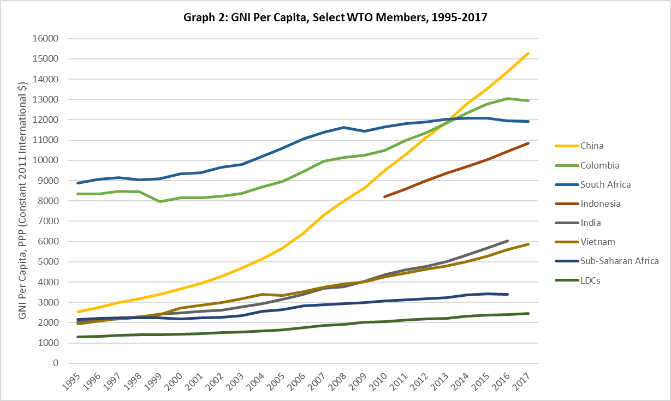 Graph 2: GNI Per Capita, Select WTO Members, 1995-2017
GNI Per Capita, PPP (Constant 2011 International $)
16000
15000
14000
13000
12000
11000
10000
9000
8000
7000
6000
5000
4000
3000
2000
1000
0
1995 1996 1997 1998 1999 2000 2001 2002 2003 2004 2005 2006 2007 2008 2009 2010 2011 2012 2013 2014 2015 2016 2017
China
Colombia
South Africa
Indonesia
India
Vietnam
Sub-Saharan Africa
LDCs